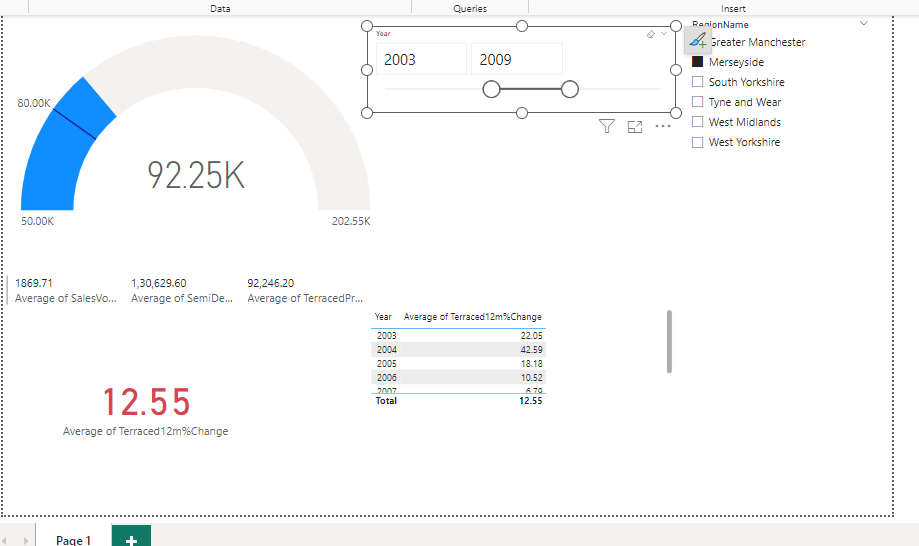 Data Queries Insert
Year
2003 2009
RegionName
Greater Manchester
Merseyside
South Yorkshire
Tyne and Wear
West Midlands
West Yorkshire
80.00K
92.25K
50.00K 202.55K
1869.71 1,30,629.60 92,246.20
Average of SalesVo... Average of SemiDe... Average of TerracedPr...
Year Average of Terraced12m%Change
2003 22.05
2004 42.59
2005 18.18
2006 10.52
2007 6.79
Total 12.55
12.55
Average of Terraced12m%Change
Page 1